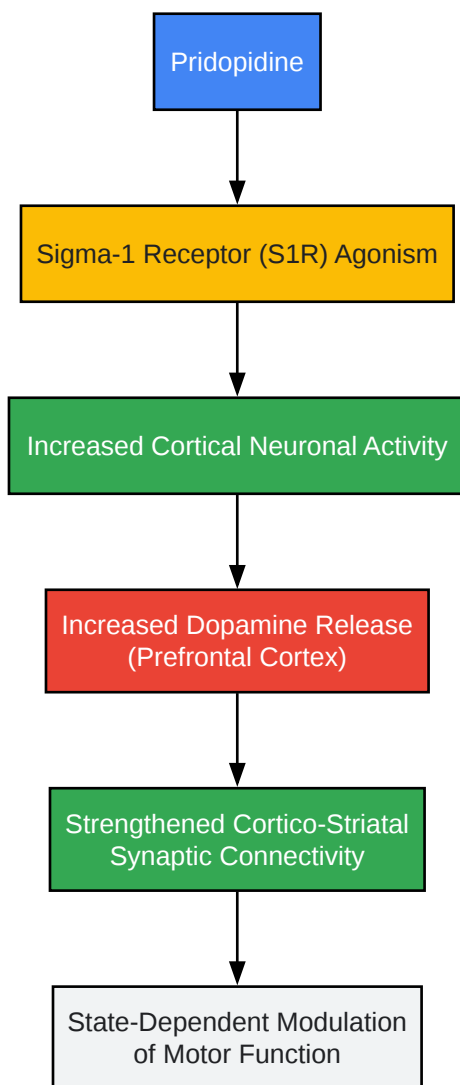 Pridopidine
Sigma-1 Receptor (S1R) Agonism
Increased Cortical Neuronal Activity
Increased Dopamine Release
(Prefrontal Cortex)
Strengthened Cortico-Striatal
Synaptic Connectivity
State-Dependent Modulation
of Motor Function